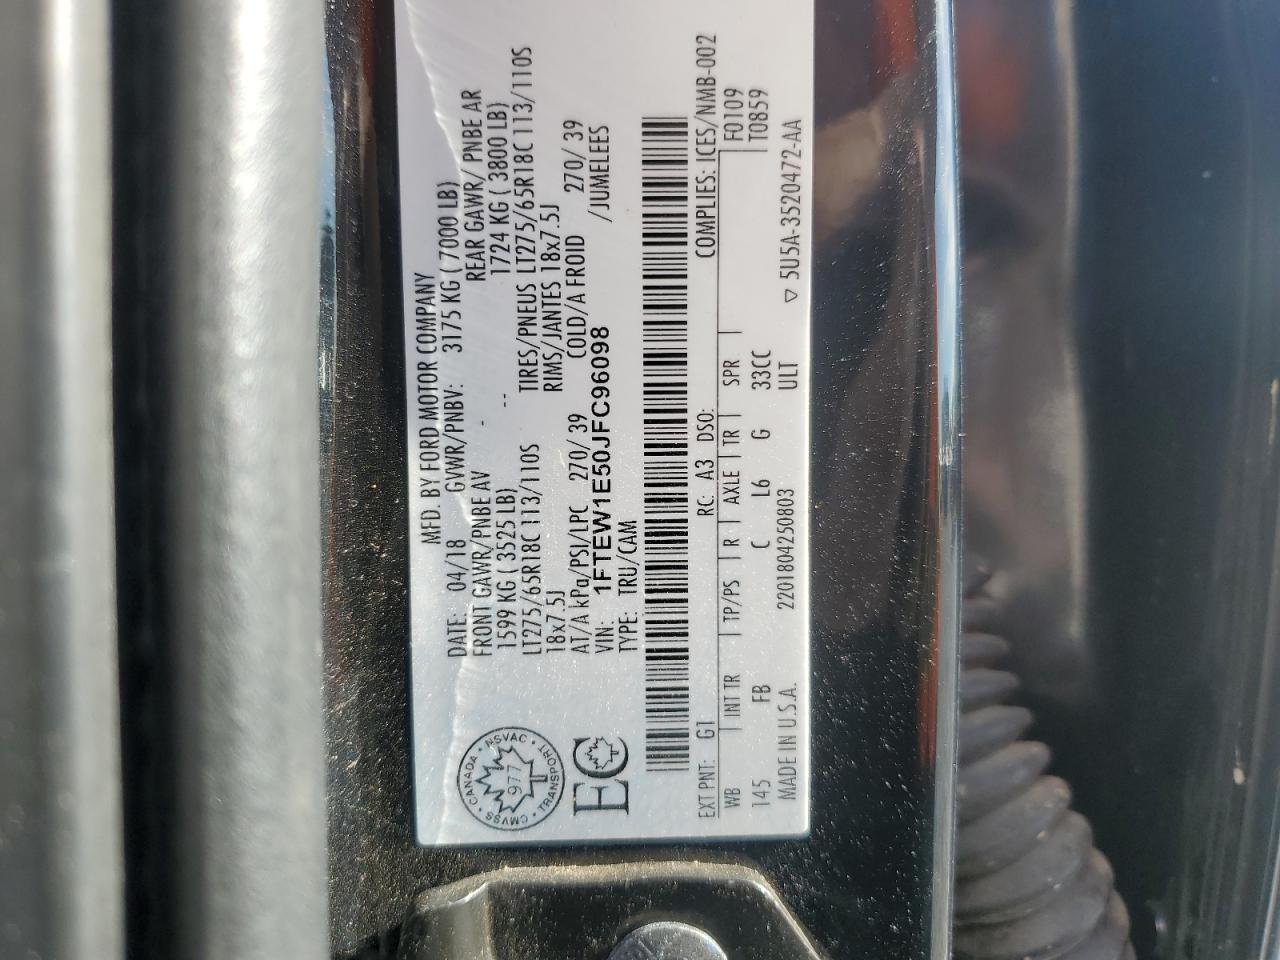 MFD. BY FORD MOTOR COMPANY
DATE: 04/18 GVWR/PNBV: 3175 KG ( 7000 LB)
FRONT GAWR/PNBE AV - REAR GAWR/ PNBE AR
1599 KG ( 3525 LB) -- 1724 KG ( 3800 LB)
LT275/65R18C 113/110S TIRES/PNEUS LT275/65R18C 113/110S
18x7.5J RIMS/JANTES 18x7.5J
AT/A kPa/PSI/LPC 270/ 39 COLD/A FROID 270/ 39
VIN: 1FTEW1E50JFC96098 /JUMELEES
TYPE: TRU/CAM
CANADA • NSVAC • TRANSPORT • CMVSS •
977
EC
RC: A3 DSO: COMPLIES: ICES/NMB-002
EXT PNT: G1 F0109
WB INT TR TP/PS R AXLE TR SPR T0859
145 FB C L6 G 33CC
MADE IN U.S.A. 2201804250803 ULT ▽ 5U5A-3520472-AA